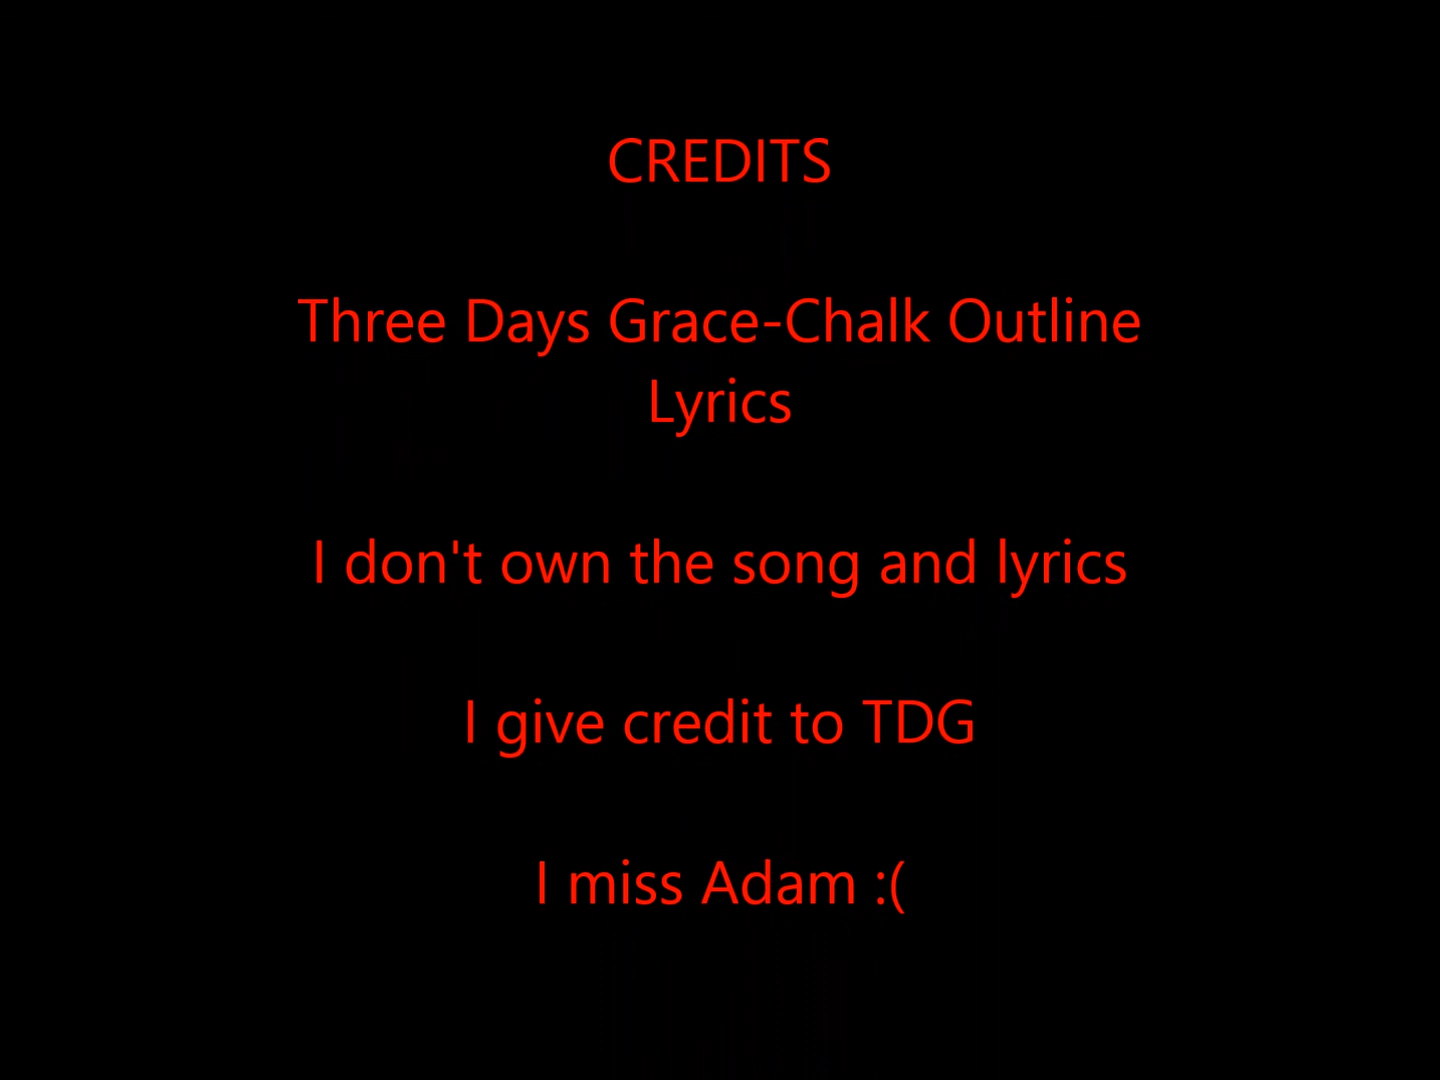 CREDITS
Three Days Grace-Chalk Outline
Lyrics
I don't own the song and lyrics
I give credit to TDG
I miss Adam :(